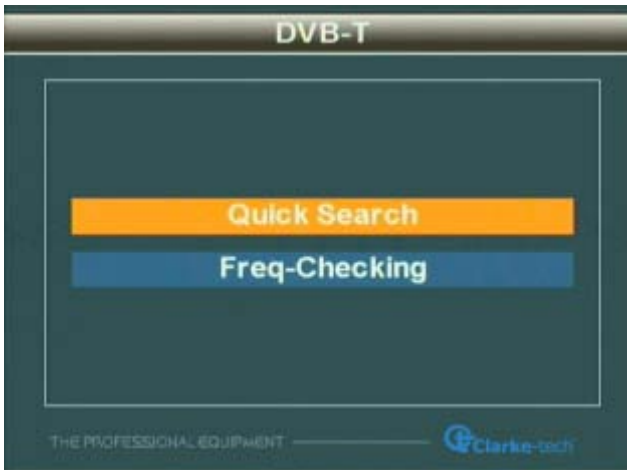 DVB-T
Quick Search
Freq-Checking
THE PROFESSIONAL EQUIPMENT
Clarke-tech